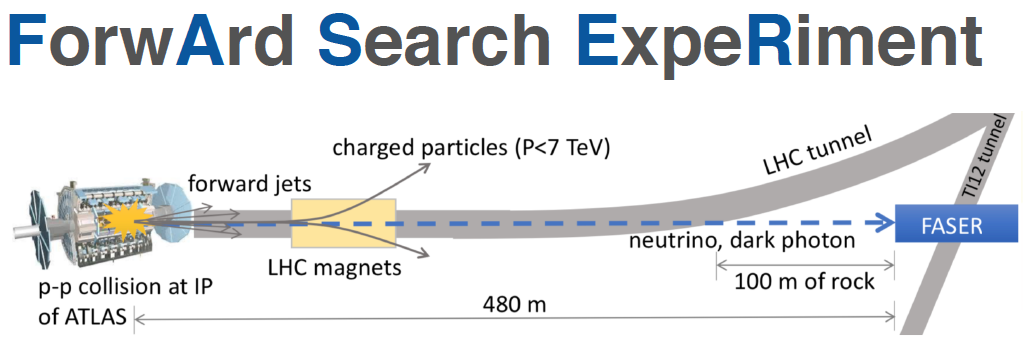 ForwArd Search ExpeRiment
charged particles (P<7 TeV)
forward jets
LHC tunnel
TI12 tunnel
FASER
neutrino, dark photon
LHC magnets
100 m of rock
p-p collision at IP
of ATLAS
480 m